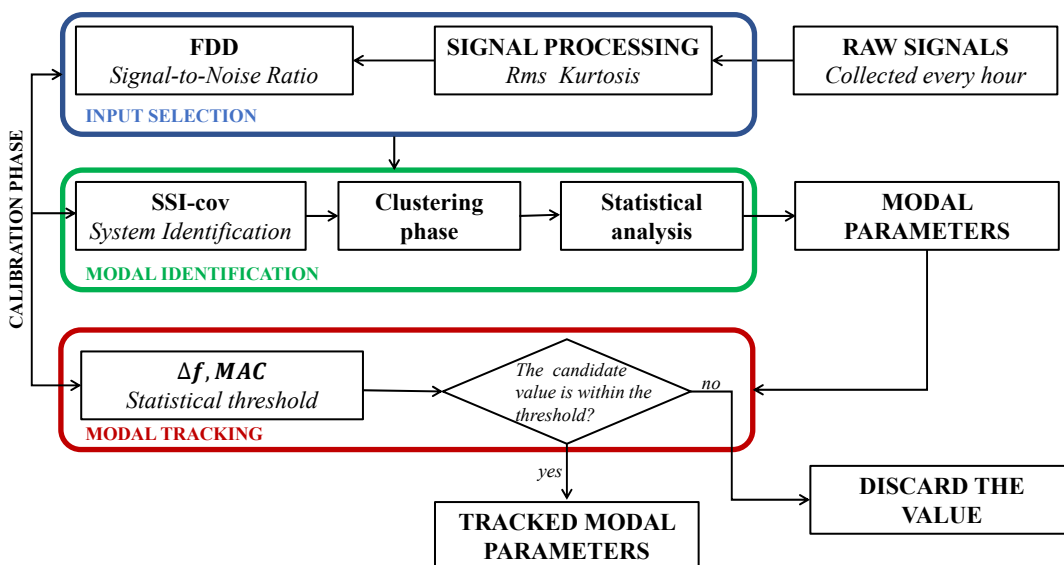 FDD
Signal-to-Noise Ratio
SIGNAL PROCESSING
Rms Kurtosis
RAW SIGNALS
Collected every hour
INPUT SELECTION
CALIBRATION PHASE
SSI-cov
System Identification
Clustering
phase
Statistical
analysis
MODAL
PARAMETERS
MODAL IDENTIFICATION
Δf, MAC
Statistical threshold
The candidate
value is within the
threshold?
no
MODAL TRACKING
yes
TRACKED MODAL
PARAMETERS
DISCARD THE
VALUE